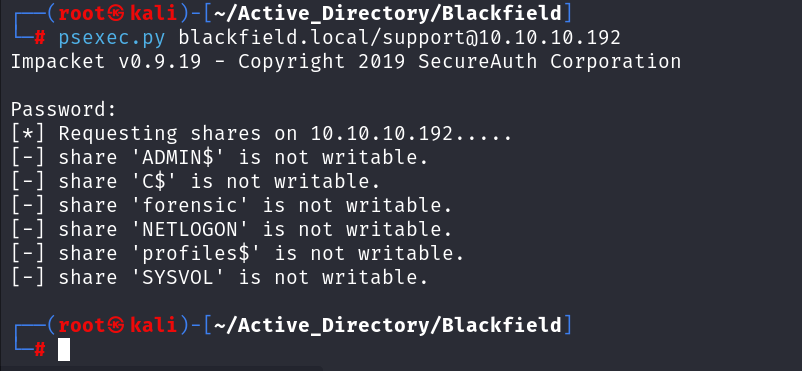 ┌──(root㉿kali)-[~/Active_Directory/Blackfield]
└─# psexec.py blackfield.local/support@10.10.10.192
Impacket v0.9.19 - Copyright 2019 SecureAuth Corporation
Password:
[*] Requesting shares on 10.10.10.192.....
[-] share 'ADMIN$' is not writable.
[-] share 'C$' is not writable.
[-] share 'forensic' is not writable.
[-] share 'NETLOGON' is not writable.
[-] share 'profiles$' is not writable.
[-] share 'SYSVOL' is not writable.
┌──(root㉿kali)-[~/Active_Directory/Blackfield]
└─#